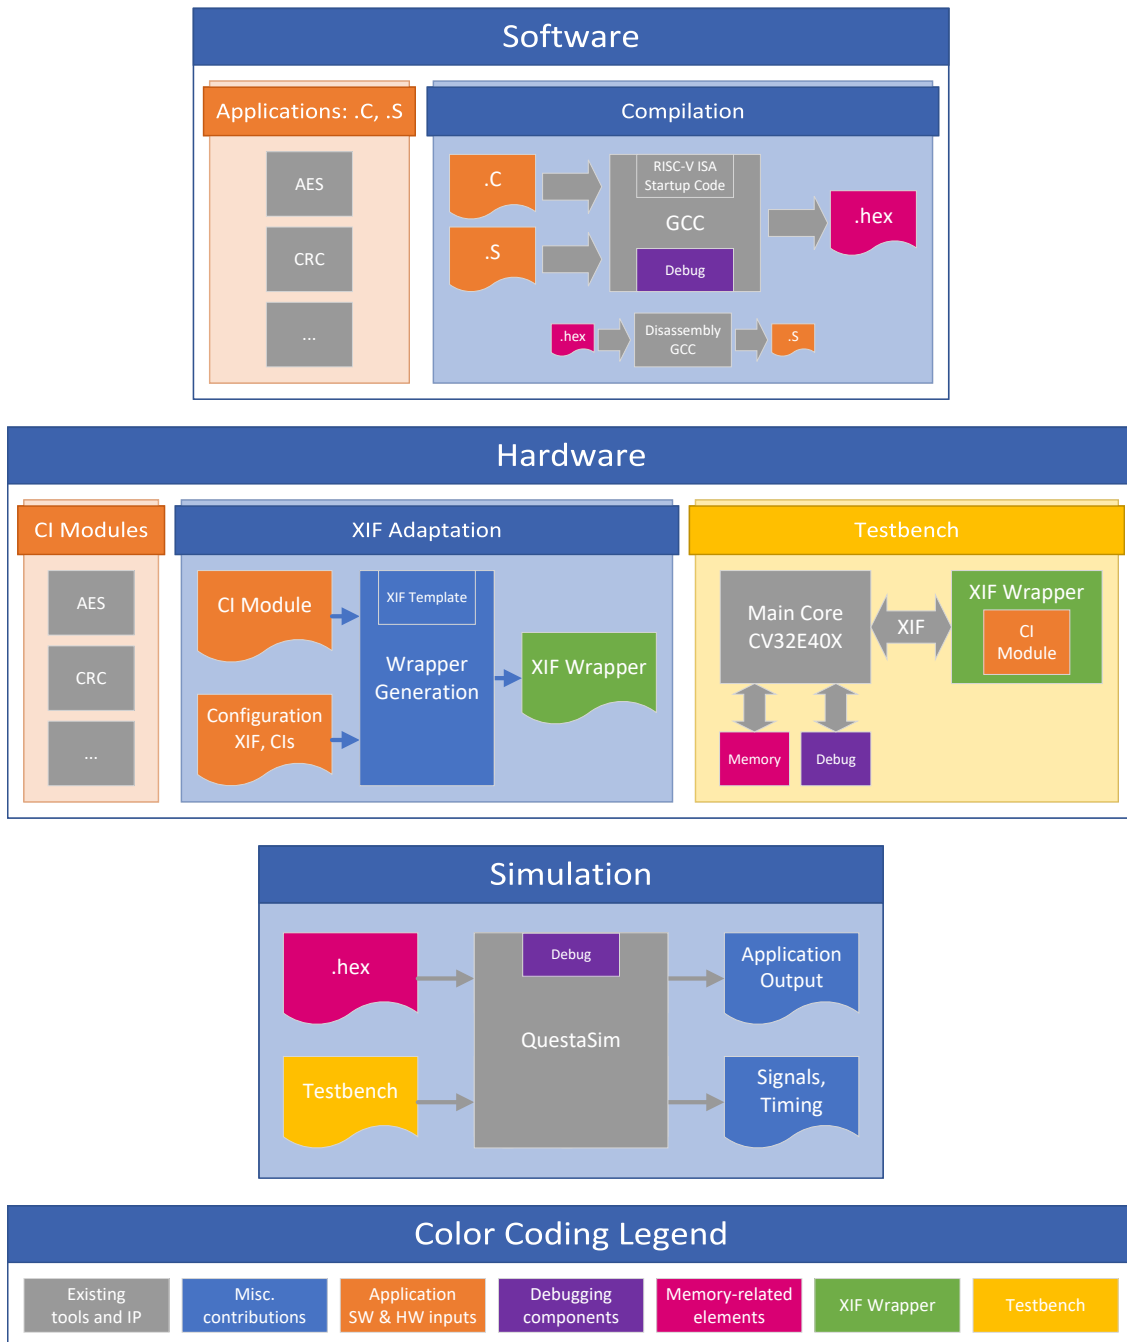 Software
Applications: .C, .S
AES
CRC
...
Compilation
.C
.S
RISC-V ISA
Startup Code
GCC
Debug
.hex
.hex
Disassembly
GCC
.S
Hardware
CI Modules
AES
CRC
...
XIF Adaptation
CI Module
Configuration
XIF, CIs
XIF Template
Wrapper
Generation
XIF Wrapper
Testbench
Main Core
CV32E40X
XIF
XIF Wrapper
CI
Module
Memory
Debug
Simulation
.hex
Testbench
Debug
QuestaSim
Application
Output
Signals,
Timing
Color Coding Legend
Existing
tools and IP
Misc.
contributions
Application
SW & HW inputs
Debugging
components
Memory-related
elements
XIF Wrapper
Testbench